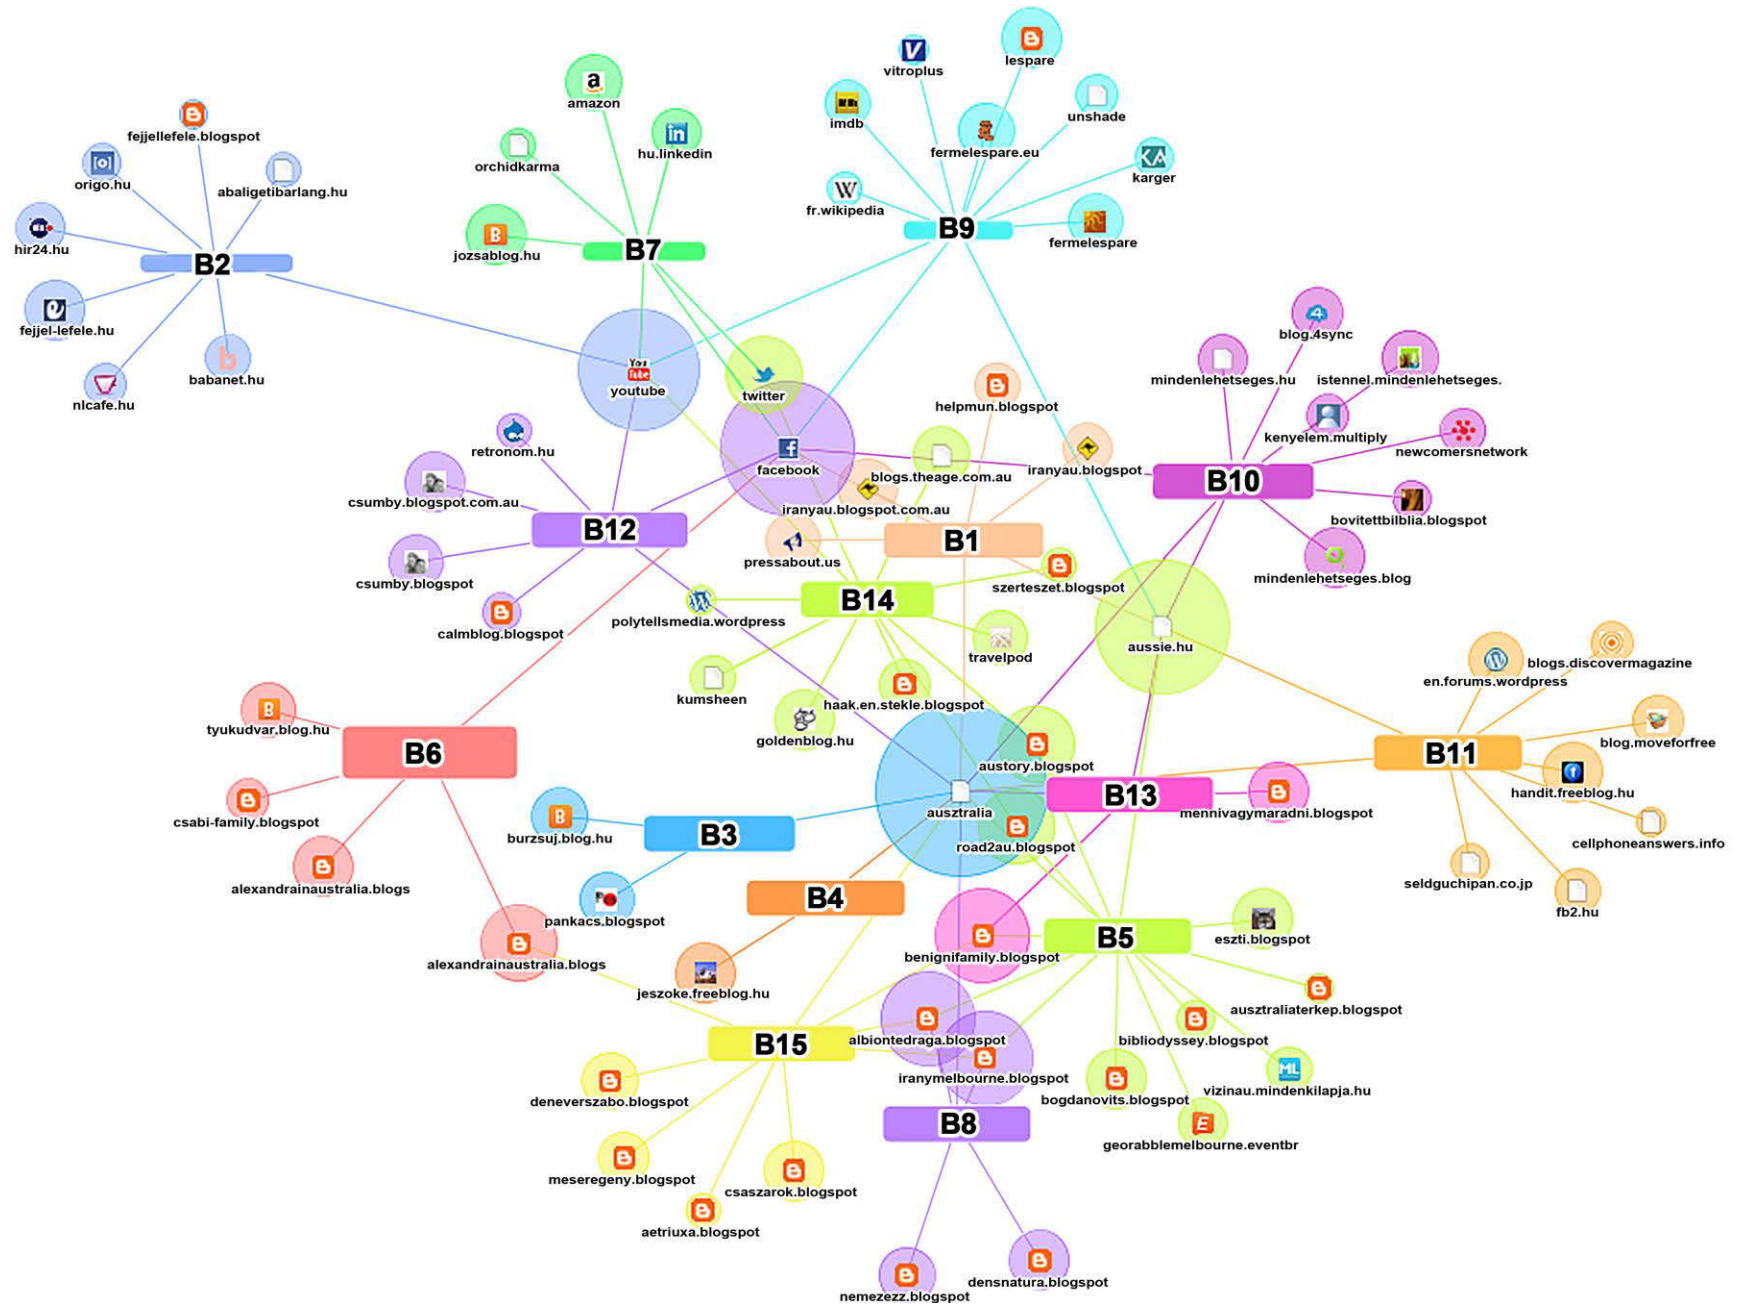 lespare
vitroplus
amazon
unshade
imdb
fejjellefele.blogspot
hu.linkedin
fermelespare.eu
orchidkarma
karger
origo.hu
abaligetibarlang.hu
fr.wikipedia
B9
fermelespare
hir24.hu
B2
B7
jozsablog.hu
fejjel-lefele.hu
blog.4sync
babanet.hu
nlcafe.hu
You
Tube
youtube
twitter
mindenlehetseges.hu
istennel.mindenlehetseges.
helpmun.blogspot
kenyelem.multiply
newcomersnetwork
retronom.hu
facebook
blogs.theage.com.au
iranyau.blogspot
B10
csumby.blogspot.com.au
iranyau.blogspot.com.au
bovitettbilblia.blogspot
B12
B1
pressabout.us
csumby.blogspot
szerteszet.blogspot
mindenlehetseges.blog
B14
polytellsmedia.wordpress
calmblog.blogspot
travelpod
aussie.hu
blogs.discovermagazine
en.forums.wordpress
kumsheen
haak.en.stekle.blogspot
tyukudvar.blog.hu
goldenblog.hu
blog.moveforfree
B6
austory.blogspot
B11
B13
handit.freeblog.hu
csabi-family.blogspot
ausztralia
mennivagymaradni.blogspot
burzsuj.blog.hu
B3
road2au.blogspot
cellphoneanswers.info
alexandrainaustralia.blogs
B4
seldguchipan.co.jp
fb2.hu
pankacs.blogspot
B5
eszti.blogspot
alexandrainaustralia.blogs
benignifamily.blogspot
jeszoke.freeblog.hu
ausztraliaterkep.blogspot
B15
albiontedraga.blogspot
bibliodyssey.blogspot
iranymelbourne.blogspot
ML
vizinau.mindenkilapja.hu
deneverszabo.blogspot
bogdanovits.blogspot
B8
georabblemelbourne.eventbr
meseregeny.blogspot
csaszarok.blogspot
aetriuxa.blogspot
densnatura.blogspot
nemezezz.blogspot